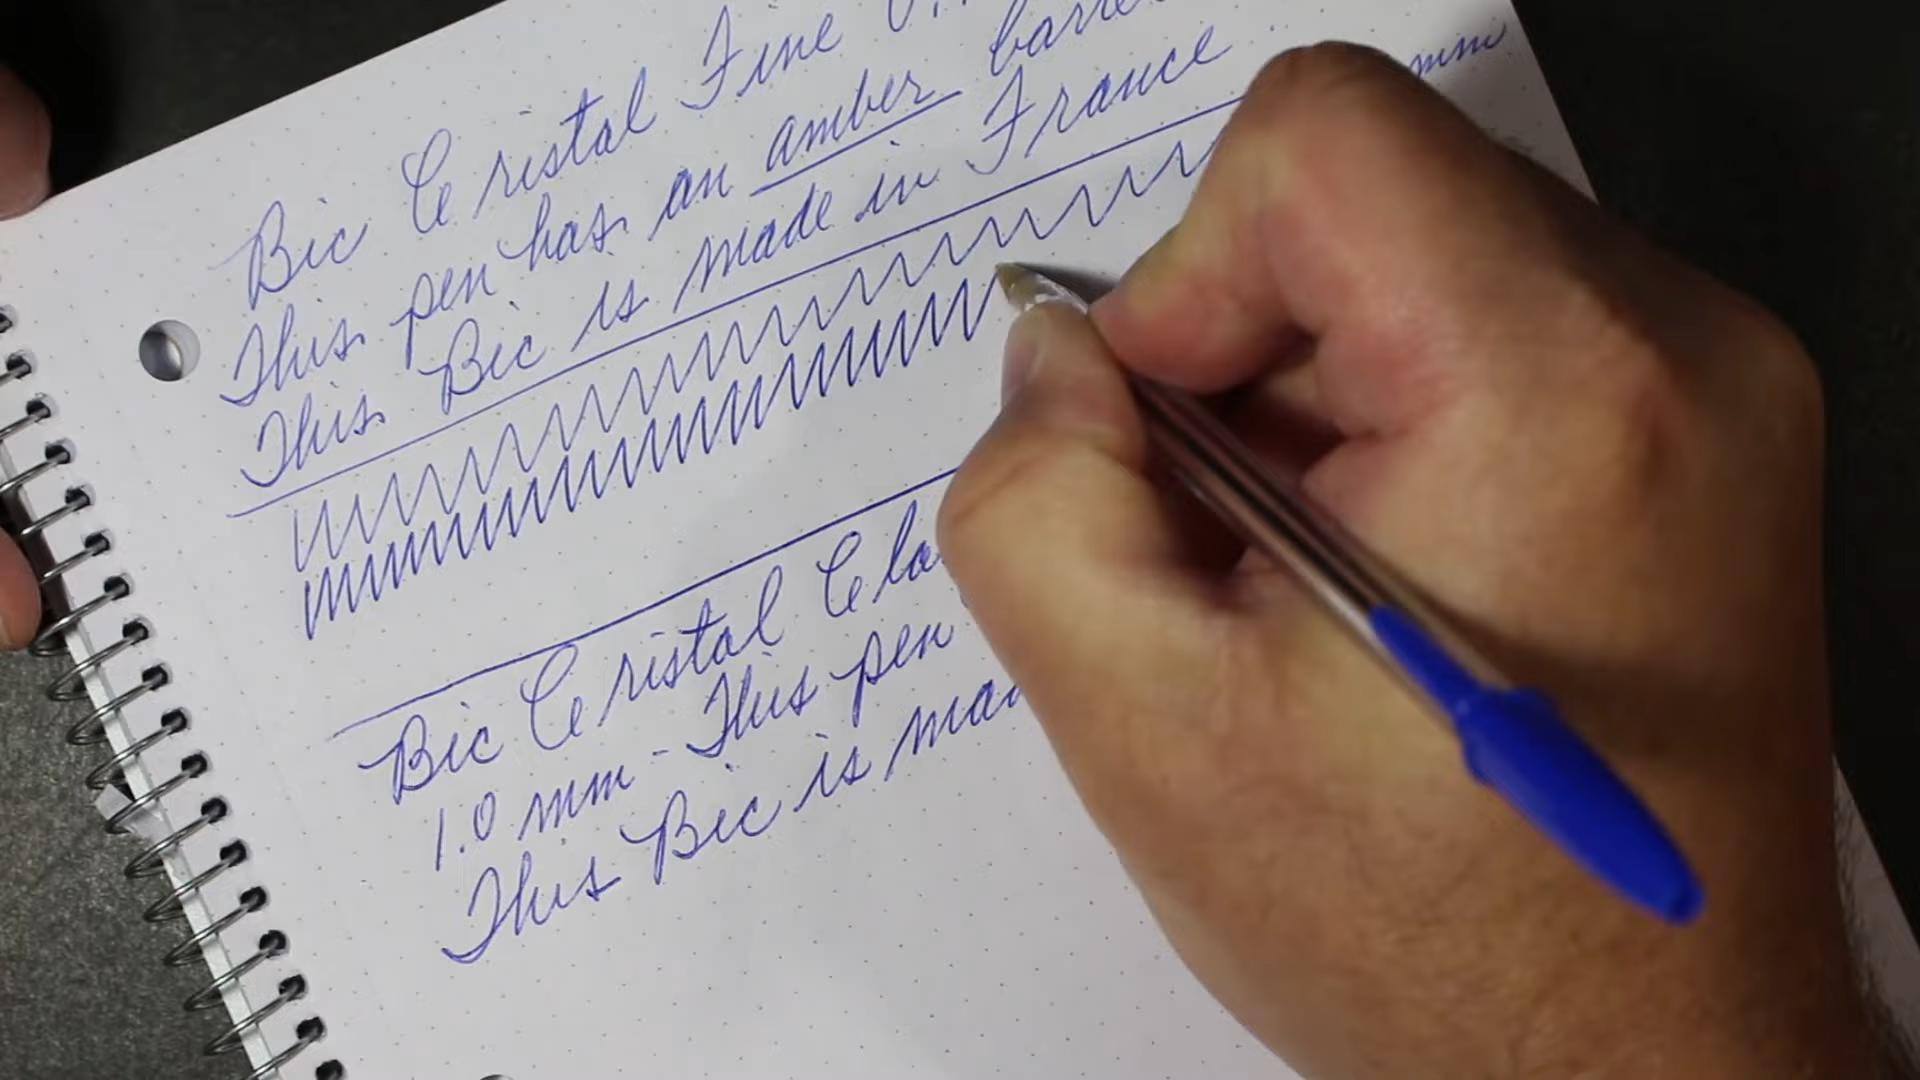 Bic Cristal Fine
This pen has an amber
This Bic is made in France
mm
Bic Cristal
1.0 mm - This pen
This Bic is